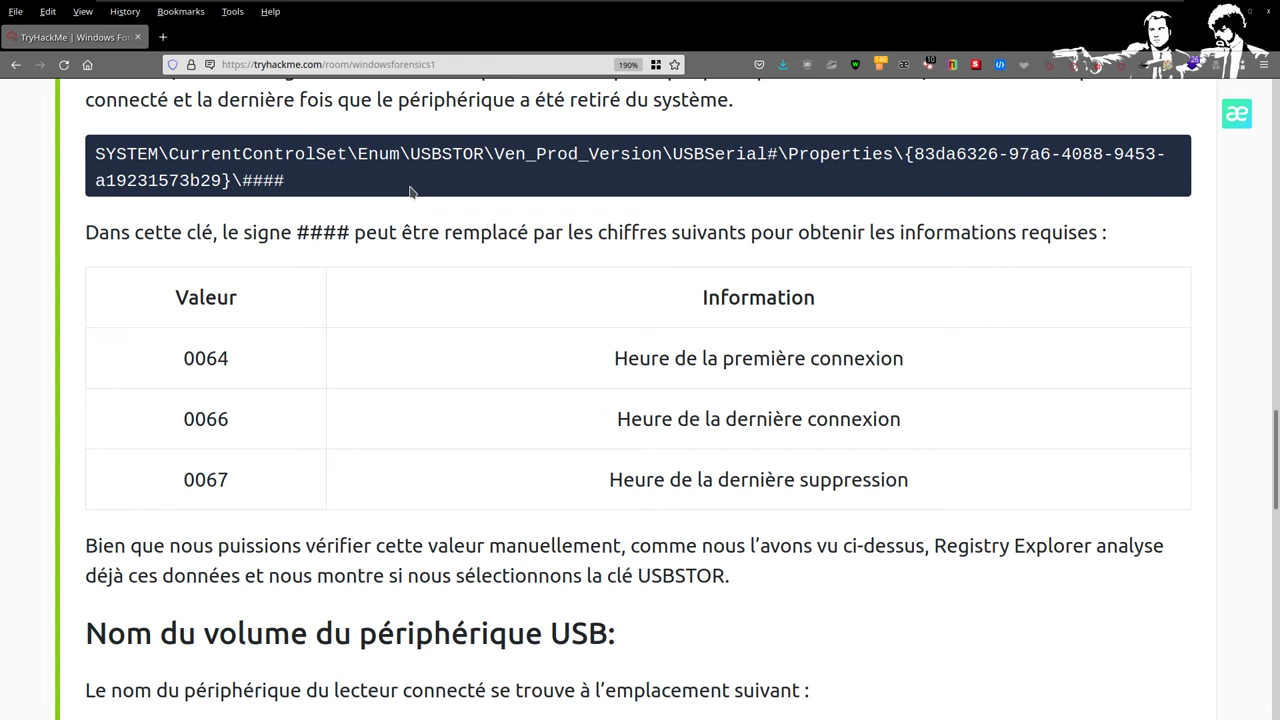 File Edit View History Bookmarks Tools Help
TryHackMe | Windows For
https://tryhackme.com/room/windowsforensics1 190%
connecté et la dernière fois que le périphérique a été retiré du système.
SYSTEM\CurrentControlSet\Enum\USBSTOR\Ven_Prod_Version\USBSerial#\Properties\{83da6326-97a6-4088-9453-
a19231573b29}\####
Dans cette clé, le signe #### peut être remplacé par les chiffres suivants pour obtenir les informations requises :
Valeur Information
0064 Heure de la première connexion
0066 Heure de la dernière connexion
0067 Heure de la dernière suppression
Bien que nous puissions vérifier cette valeur manuellement, comme nous l’avons vu ci-dessus, Registry Explorer analyse
déjà ces données et nous montre si nous sélectionnons la clé USBSTOR.
Nom du volume du périphérique USB:
Le nom du périphérique du lecteur connecté se trouve à l’emplacement suivant :